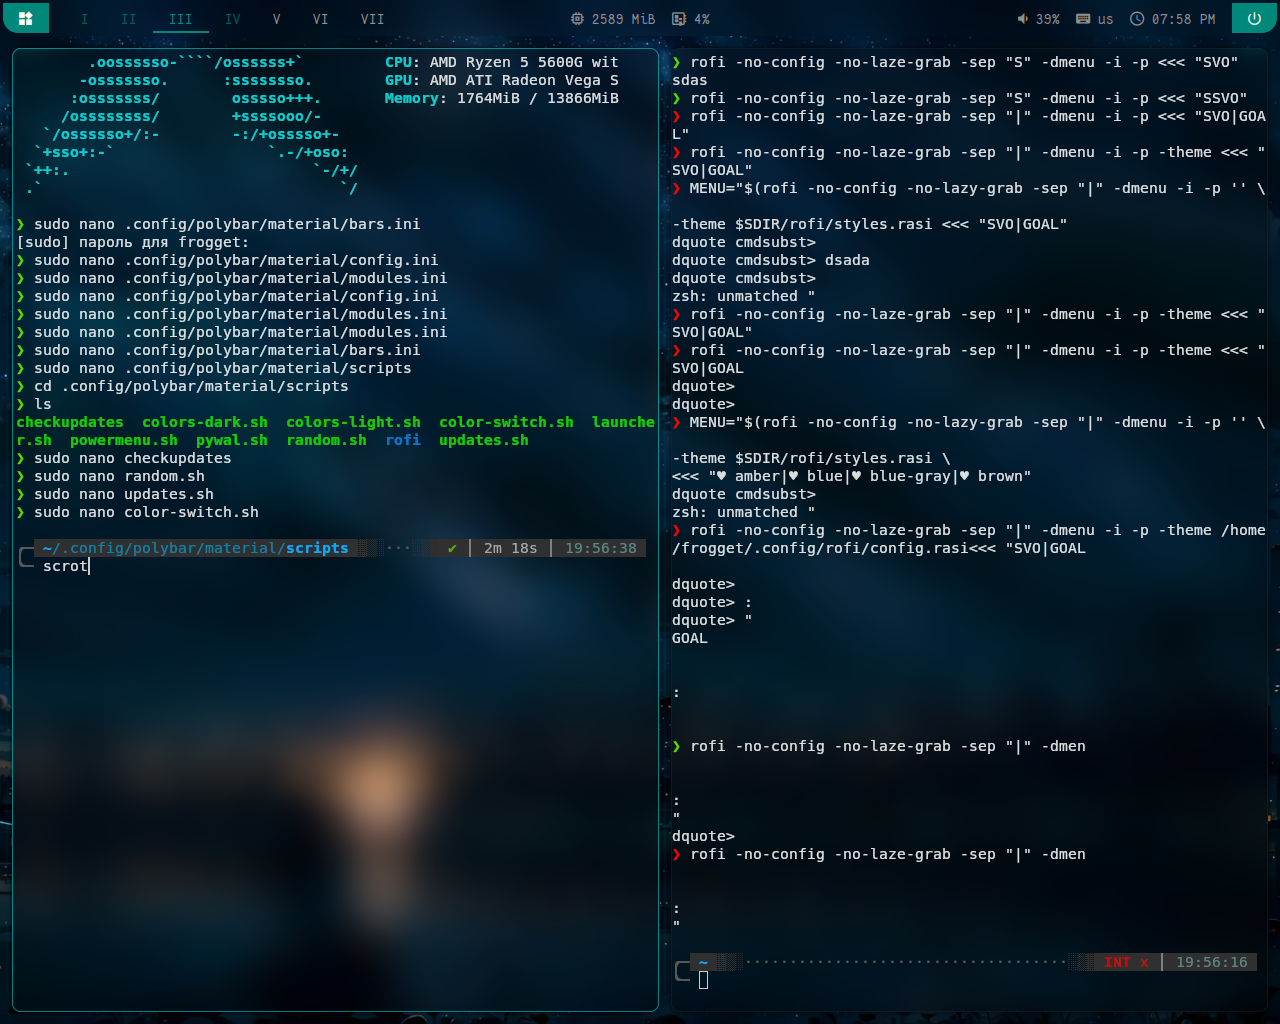 I II III IV V VI VII 2589 MiB 4% 39% us 07:58 PM
.oossssso-````/ossssss+` CPU: AMD Ryzen 5 5600G wit
-osssssso. :ssssssso. GPU: AMD ATI Radeon Vega S
:osssssss/ osssso+++. Memory: 1764MiB / 13866MiB
/ossssssss/ +ssssooo/-
`/ossssso+/:- -:/+osssso+-
`+sso+:-` `.-/+oso:
`++:. `-/+/
.` `/
❯ sudo nano .config/polybar/material/bars.ini
[sudo] пароль для frogget:
❯ sudo nano .config/polybar/material/config.ini
❯ sudo nano .config/polybar/material/modules.ini
❯ sudo nano .config/polybar/material/config.ini
❯ sudo nano .config/polybar/material/modules.ini
❯ sudo nano .config/polybar/material/modules.ini
❯ sudo nano .config/polybar/material/bars.ini
❯ sudo nano .config/polybar/material/scripts
❯ cd .config/polybar/material/scripts
❯ ls
checkupdates colors-dark.sh colors-light.sh color-switch.sh launche
r.sh powermenu.sh pywal.sh random.sh rofi updates.sh
❯ sudo nano checkupdates
❯ sudo nano random.sh
❯ sudo nano updates.sh
❯ sudo nano color-switch.sh
~/.config/polybar/material/scripts ··· ✔ | 2m 18s | 19:56:38
scrot
❯ rofi -no-config -no-laze-grab -sep "S" -dmenu -i -p <<< "SVO"
sdas
❯ rofi -no-config -no-laze-grab -sep "S" -dmenu -i -p <<< "SSVO"
❯ rofi -no-config -no-laze-grab -sep "|" -dmenu -i -p <<< "SVO|GOA
L"
❯ rofi -no-config -no-laze-grab -sep "|" -dmenu -i -p -theme <<< "
SVO|GOAL"
❯ MENU="$(rofi -no-config -no-lazy-grab -sep "|" -dmenu -i -p '' \
-theme $SDIR/rofi/styles.rasi <<< "SVO|GOAL"
dquote cmdsubst>
dquote cmdsubst> dsada
dquote cmdsubst>
zsh: unmatched "
❯ rofi -no-config -no-laze-grab -sep "|" -dmenu -i -p -theme <<< "
SVO|GOAL"
❯ rofi -no-config -no-laze-grab -sep "|" -dmenu -i -p -theme <<< "
SVO|GOAL
dquote>
dquote>
❯ MENU="$(rofi -no-config -no-lazy-grab -sep "|" -dmenu -i -p '' \
-theme $SDIR/rofi/styles.rasi \
<<< "♥ amber|♥ blue|♥ blue-gray|♥ brown"
dquote cmdsubst>
zsh: unmatched "
❯ rofi -no-config -no-laze-grab -sep "|" -dmenu -i -p -theme /home
/frogget/.config/rofi/config.rasi<<< "SVO|GOAL
dquote>
dquote> :
dquote> "
GOAL
:
❯ rofi -no-config -no-laze-grab -sep "|" -dmen
:
"
dquote>
❯ rofi -no-config -no-laze-grab -sep "|" -dmen
:
"
~ ···································· INT x | 19:56:16